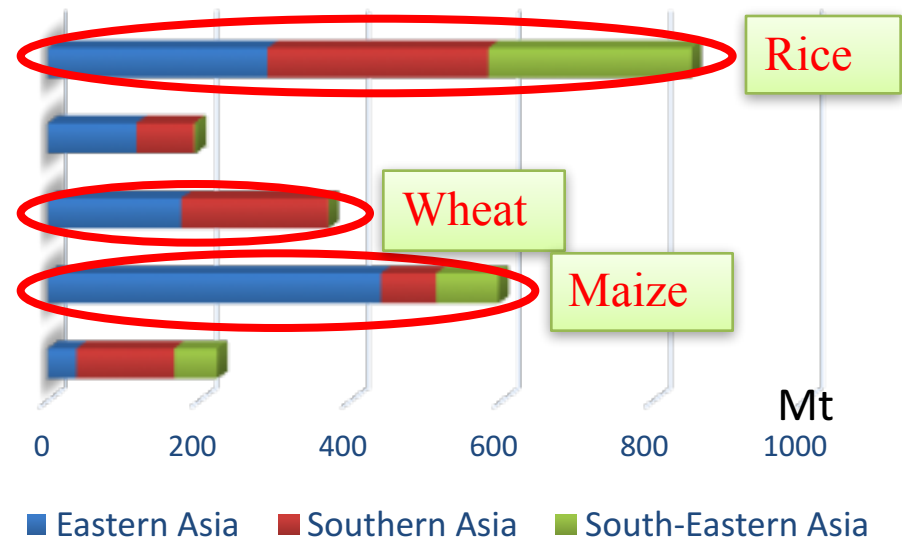 Rice
Wheat
Maize
Mt
0 200 400 600 800 1000
Eastern Asia Southern Asia South-Eastern Asia